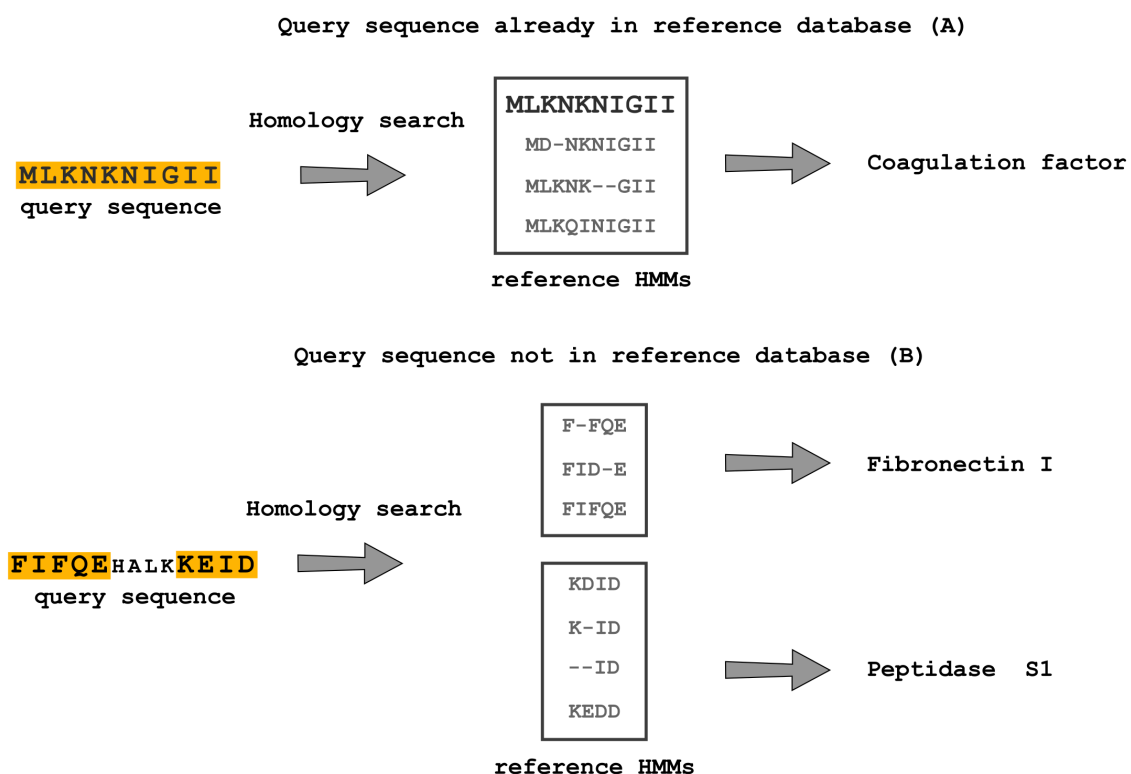 Query sequence already in reference database (A)
Homology search
MLKNKNIGII
query sequence
MLKNKNIGII
MD-NKNIGII
MLKNK--GII
MLKQINIGII
reference HMMs
Coagulation factor
Query sequence not in reference database (B)
Homology search
FIFQEHALKKEID
query sequence
F-FQE
FID-E
FIFQE
Fibronectin I
KDID
K-ID
--ID
KEDD
reference HMMs
Peptidase S1